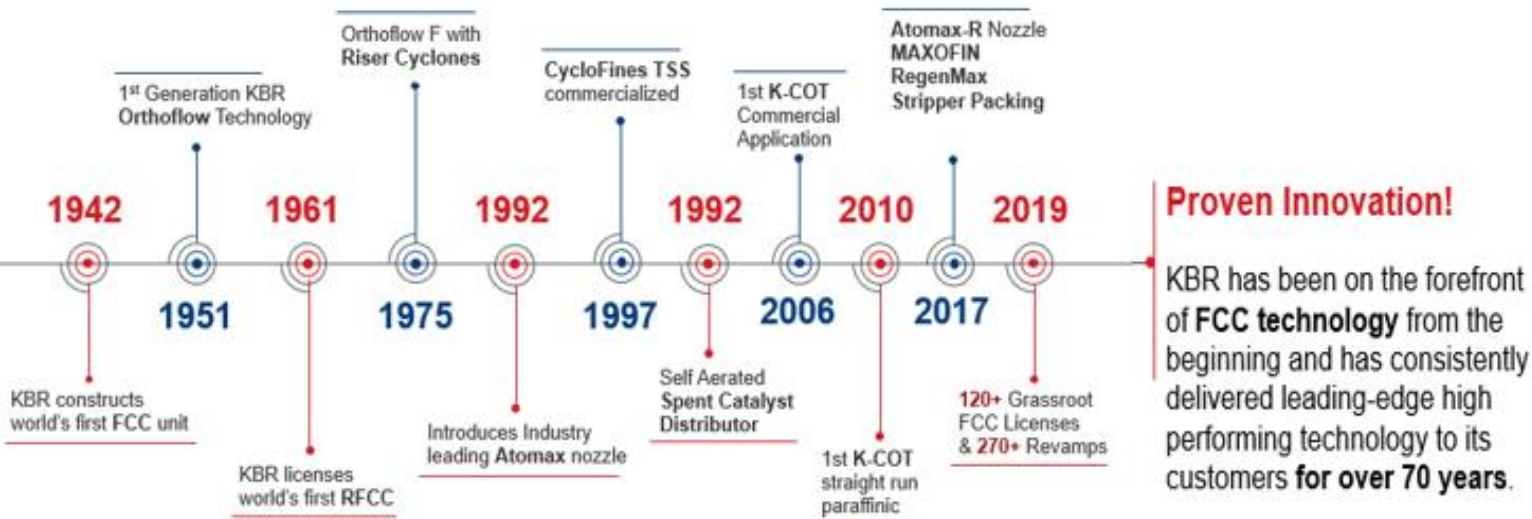 1942
KBR constructs
world's first FCC unit
1st Generation KBR
Orthoflow Technology
1951
1961
KBR licenses
world's first RFCC
Orthoflow F with
Riser Cyclones
1975
1992
Introduces Industry
leading Atomax nozzle
CycloFines TSS
commercialized
1997
1992
Self Aerated
Spent Catalyst
Distributor
1st K-COT
Commercial
Application
2006
2010
1st K-COT
straight run
paraffinic
Atomax-R Nozzle
MAXOFIN
RegenMax
Stripper Packing
2017
2019
120+ Grassroot
FCC Licenses
& 270+ Revamps
Proven Innovation!
KBR has been on the forefront
of FCC technology from the
beginning and has consistently
delivered leading-edge high
performing technology to its
customers for over 70 years.